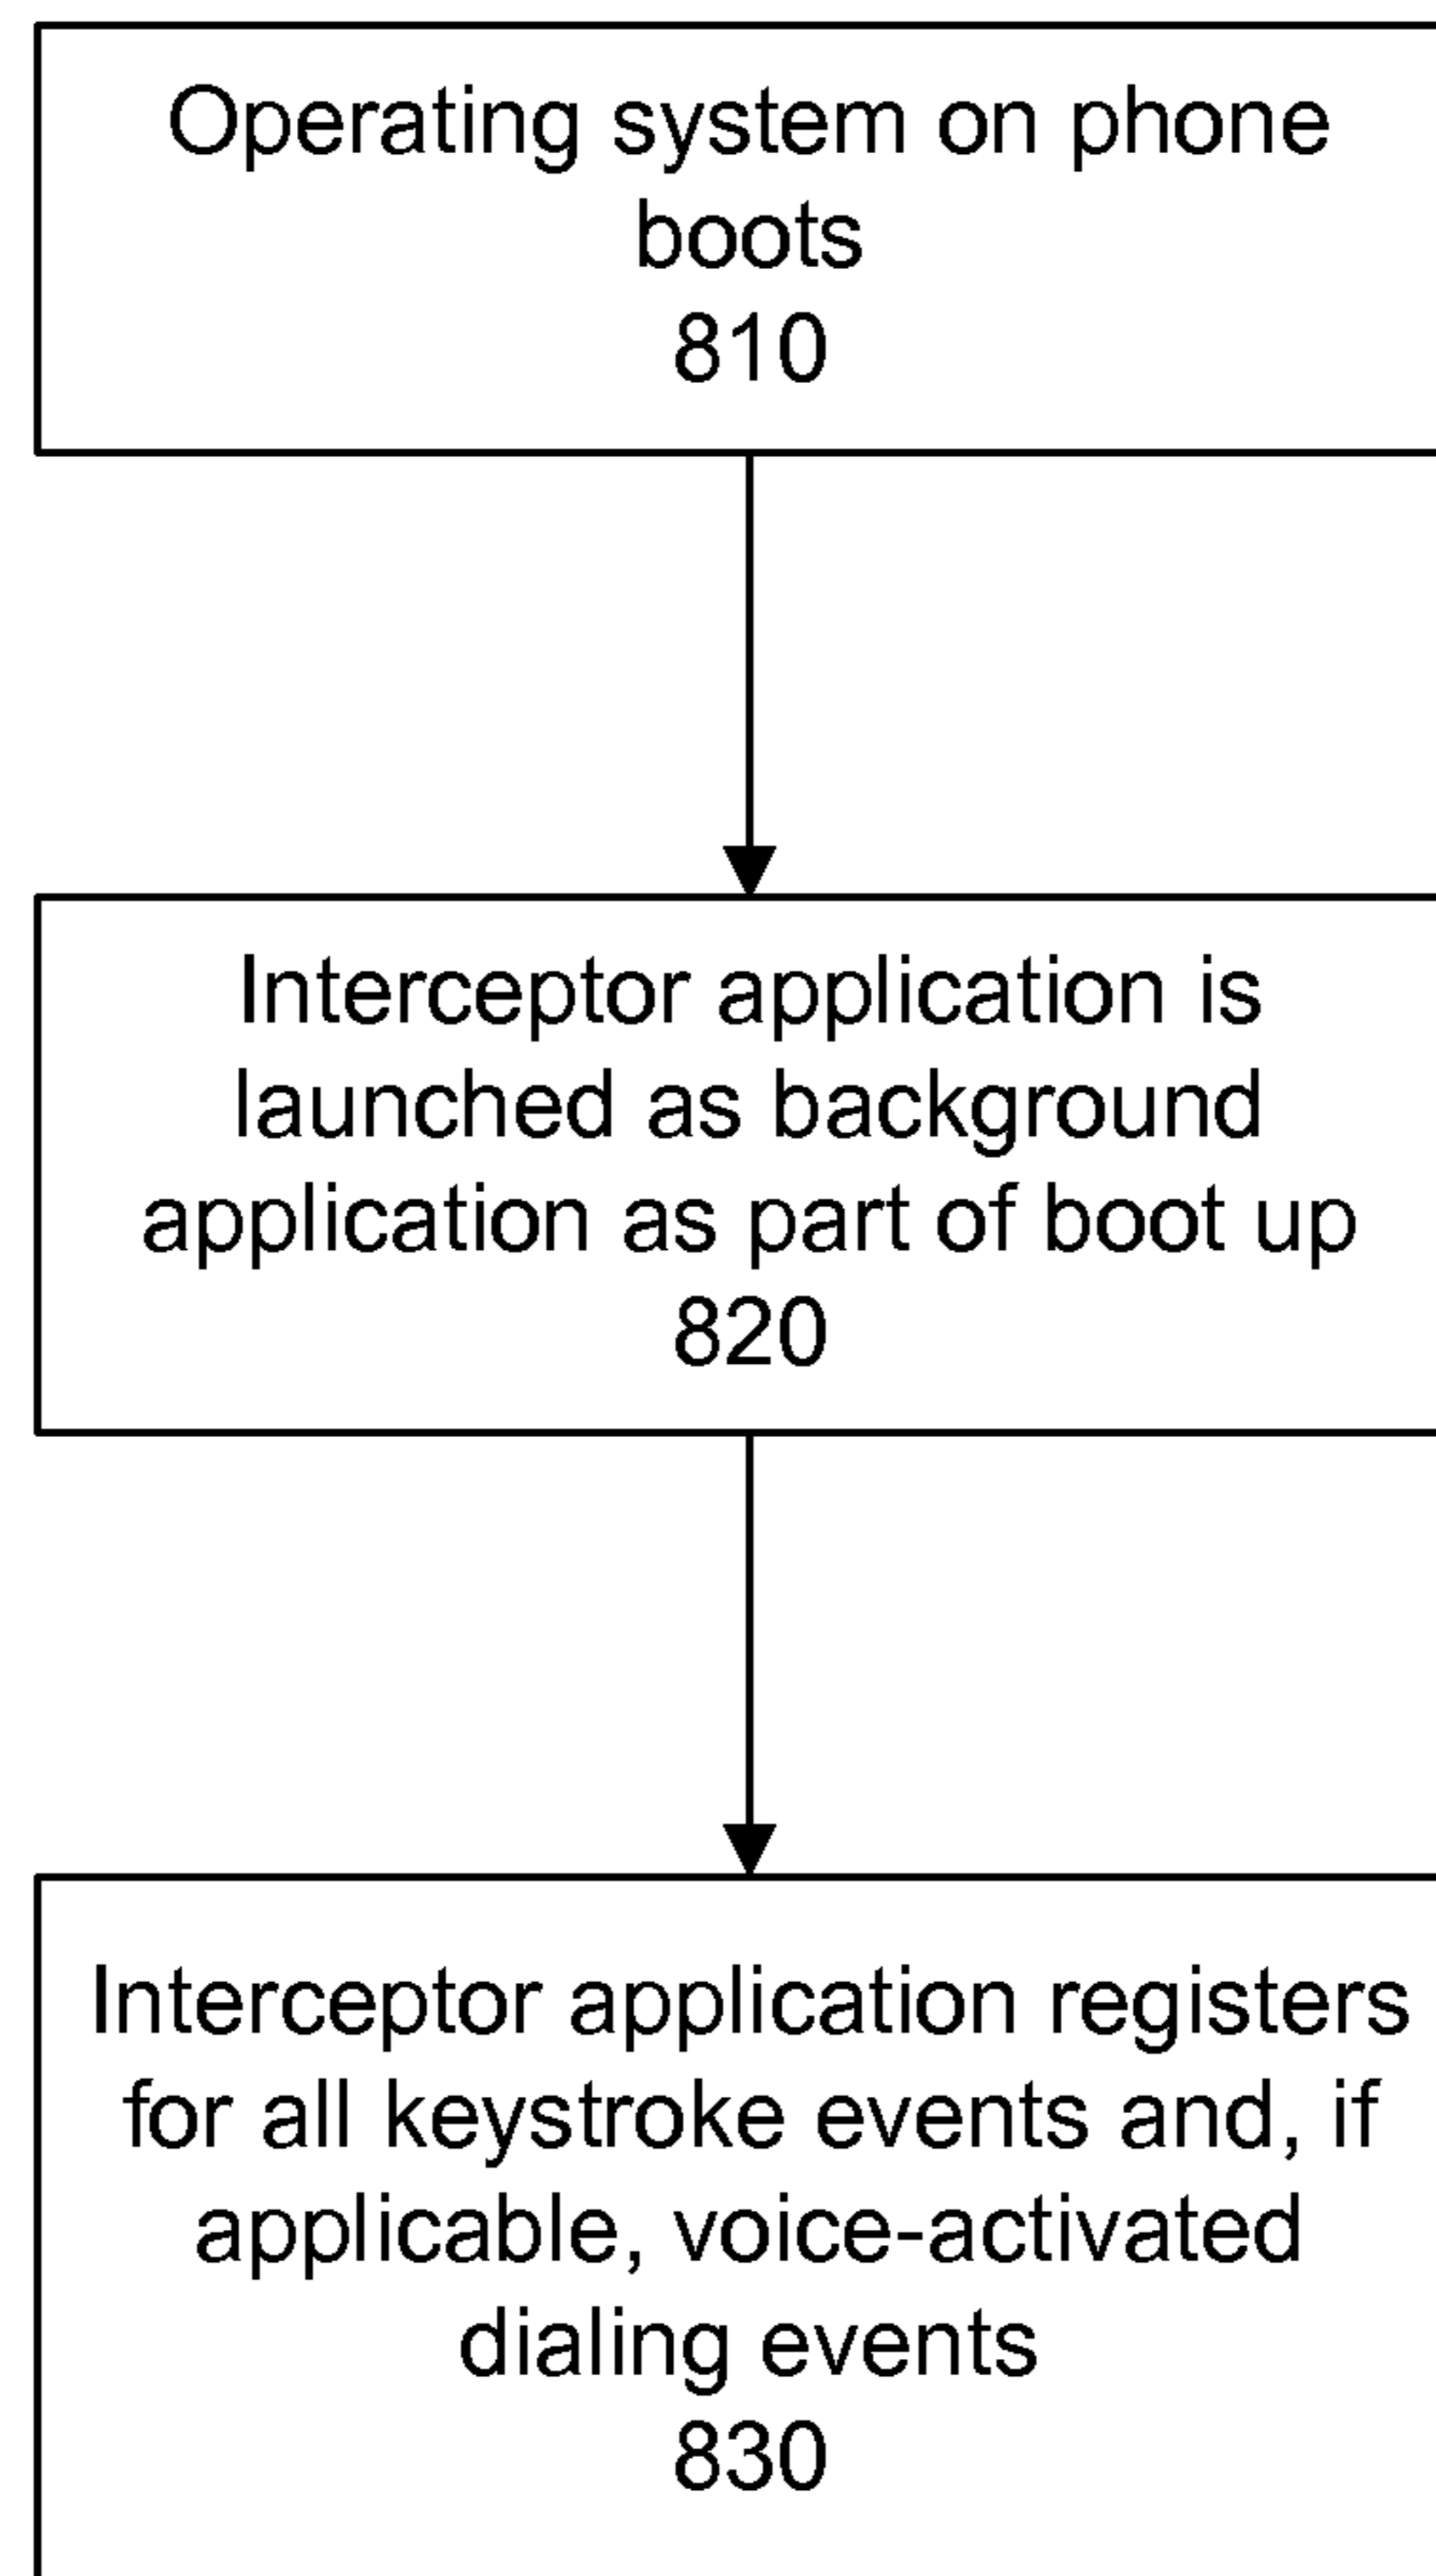 Operating system on phone
boots
810
Interceptor application is
launched as background
application as part of boot up
820
Interceptor application registers
for all keystroke events and, if
applicable, voice-activated
dialing events
830